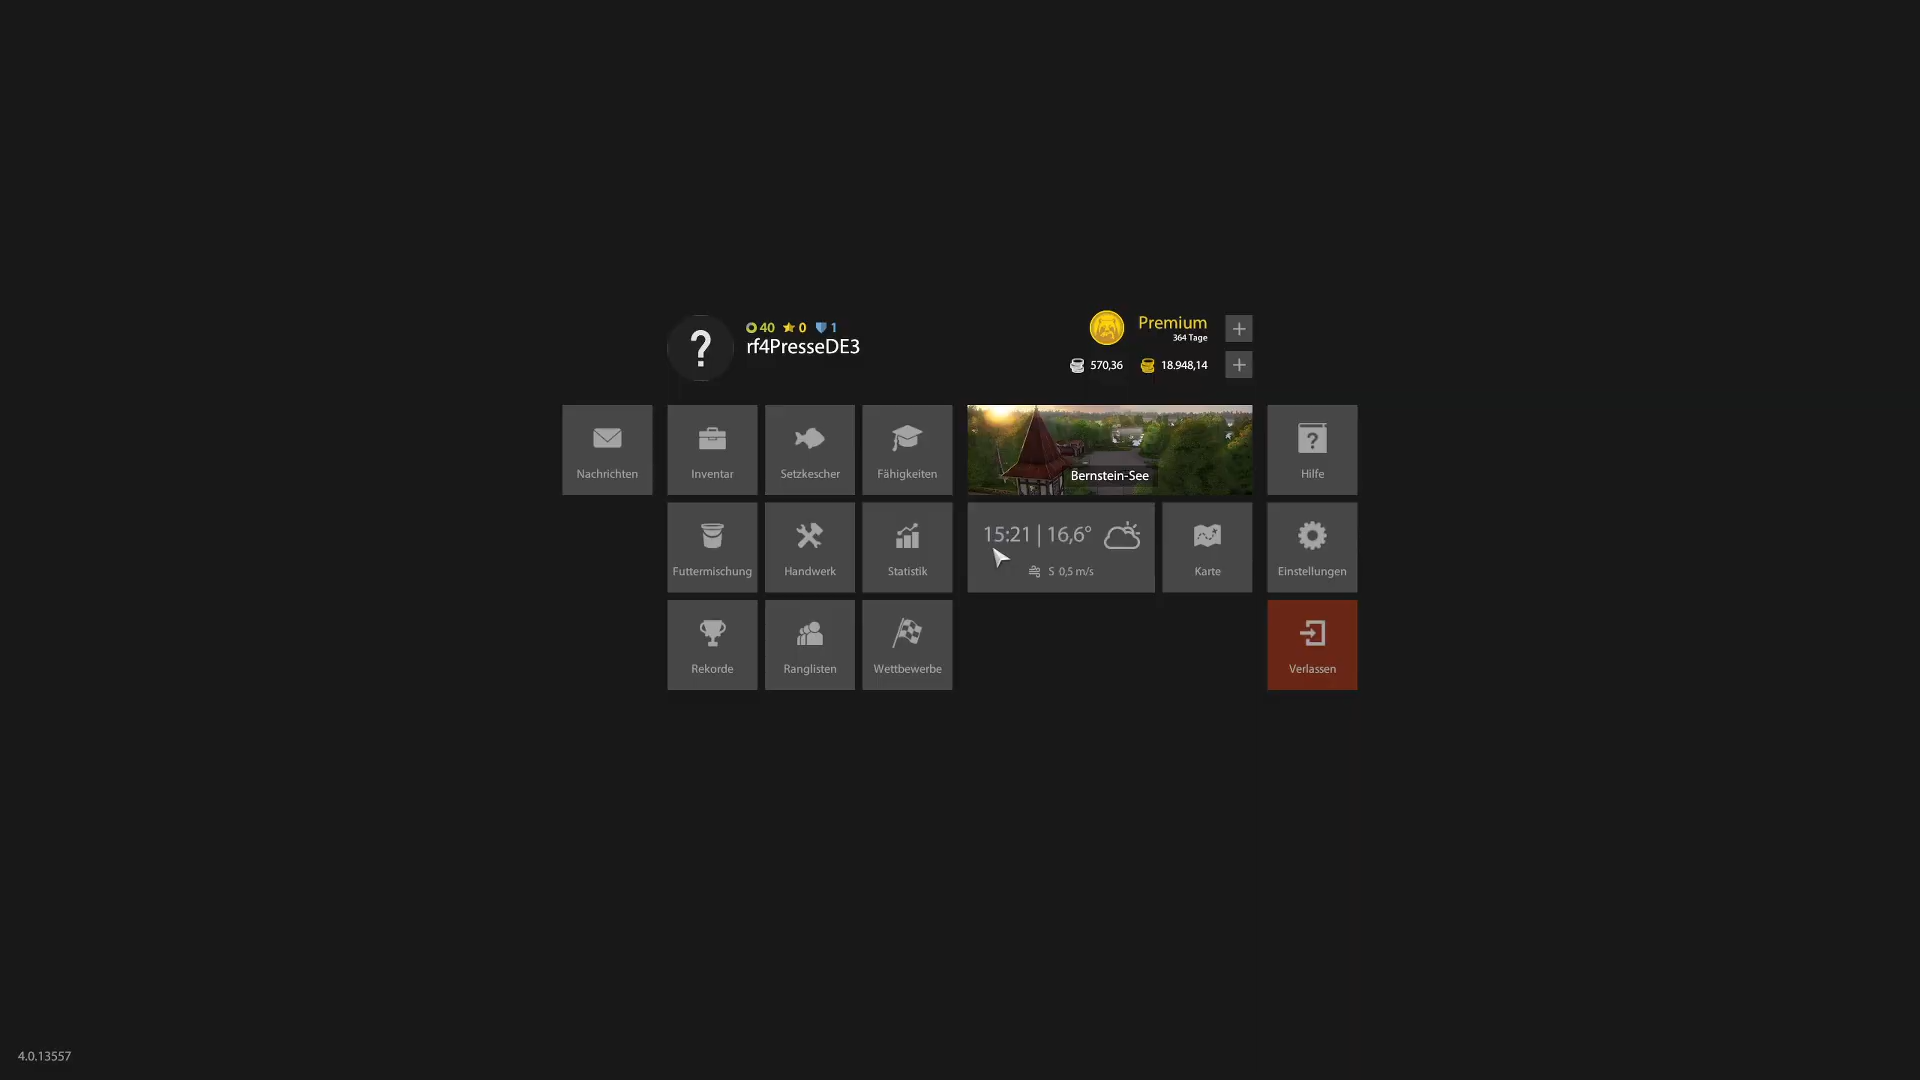 40 0 1
rf4PresseDE3
Premium
364 Tage
570,36 18.948,14
Nachrichten
Inventar
Setzkescher
Fähigkeiten
Bernstein-See
Hilfe
Futtermischung
Handwerk
Statistik
15:21 | 16,6°
S 0,5 m/s
Karte
Einstellungen
Rekorde
Ranglisten
Wettbewerbe
Verlassen
4.0.13557